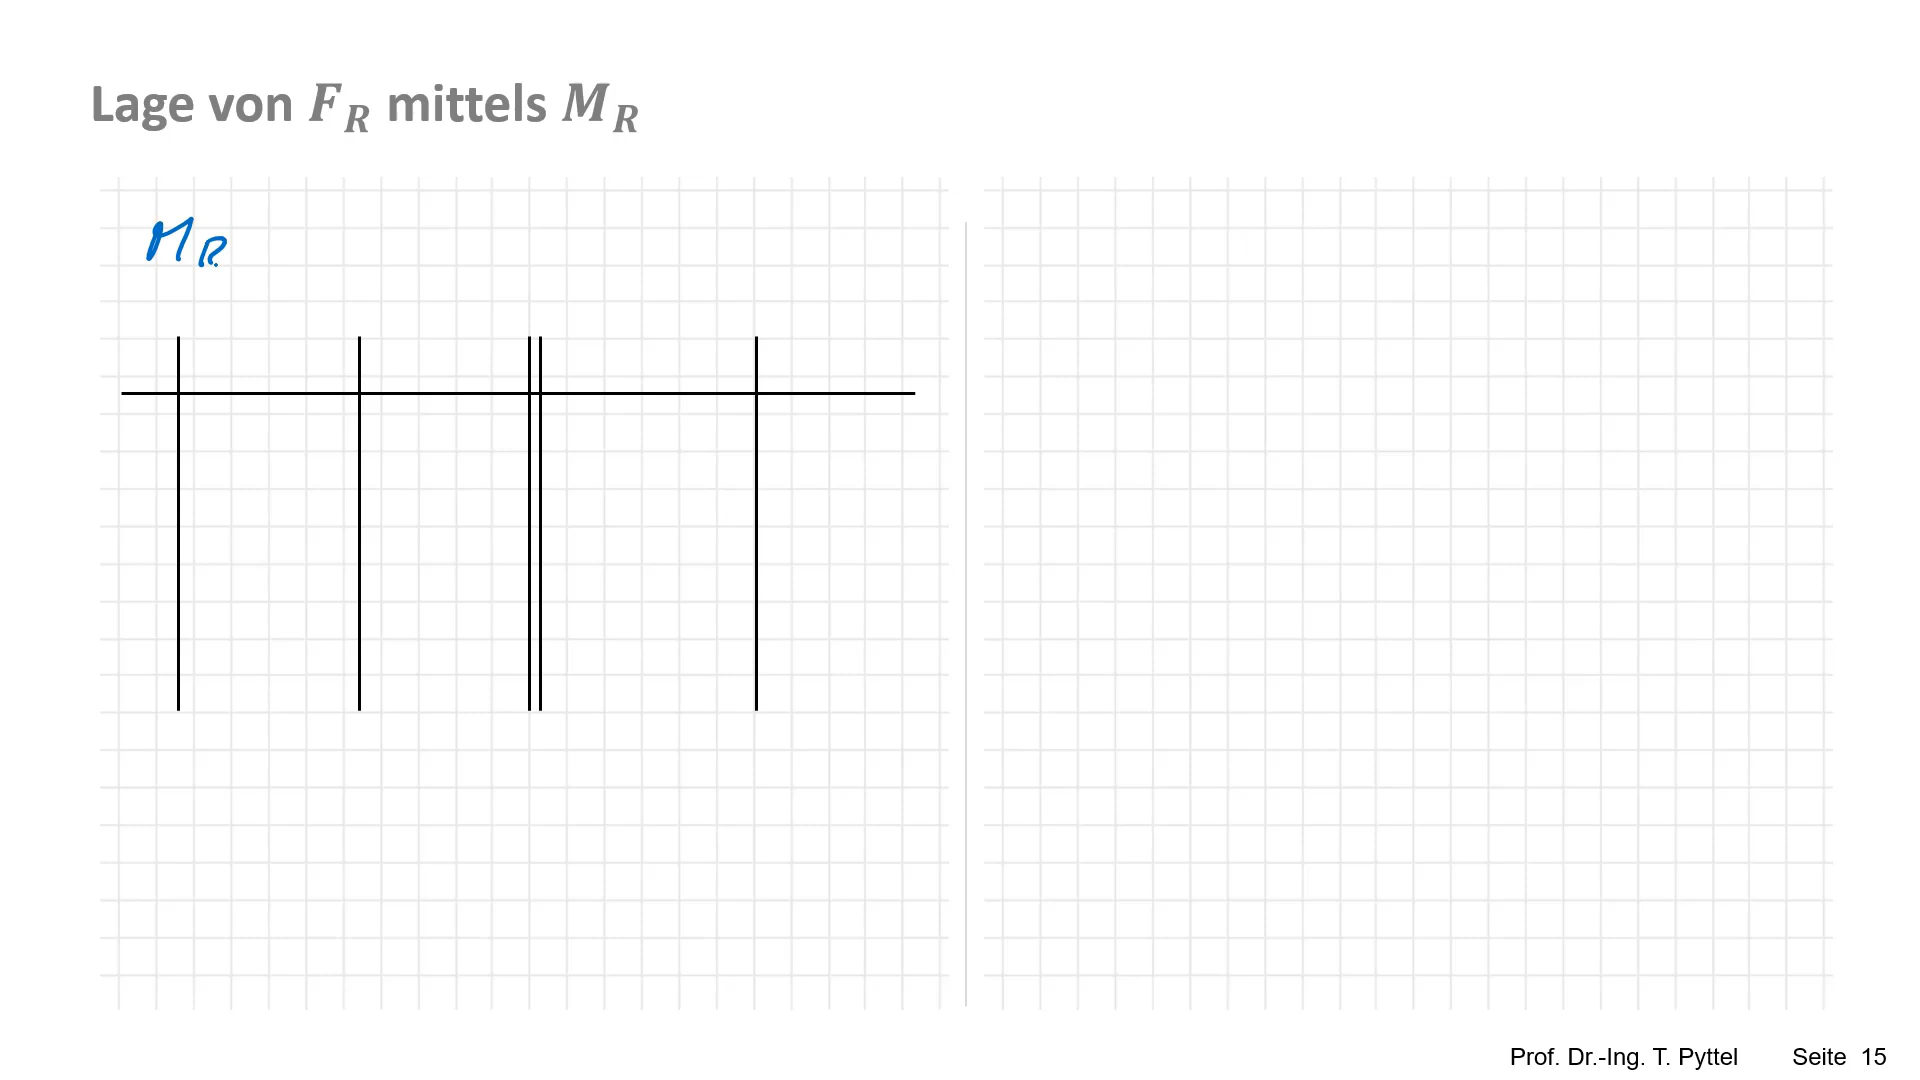 Lage von F_R mittels M_R
M_R
Prof. Dr.-Ing. T. Pyttel Seite 15